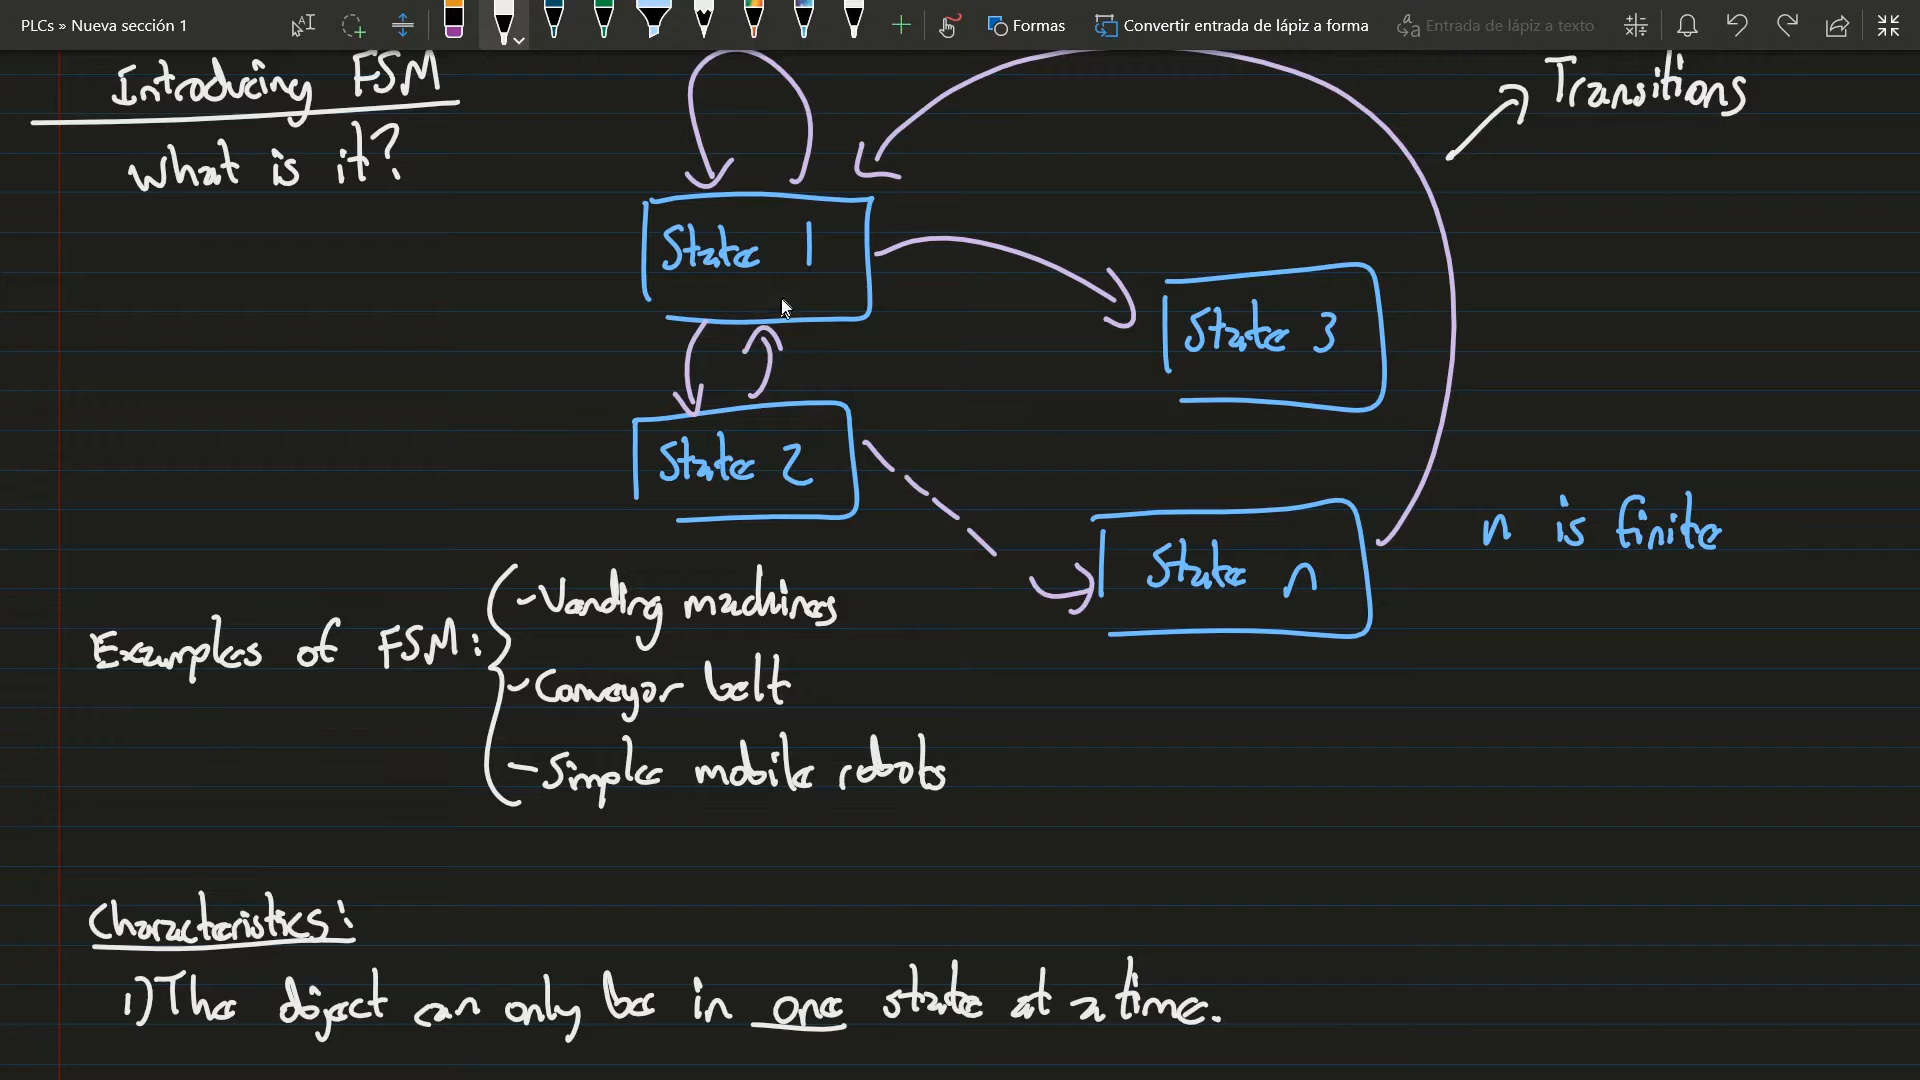 PLCs » Nueva sección 1
Formas
Convertir entrada de lápiz a forma
Entrada de lápiz a texto
Introducing FSM
What is it?
Transitions
State 1
State 3
State 2
State n
n is finite
Examples of FSM:
- Vending machines
- Conveyor belt
- Simple mobile robots
Characteristics:
1) The object can only be in one state at a time.